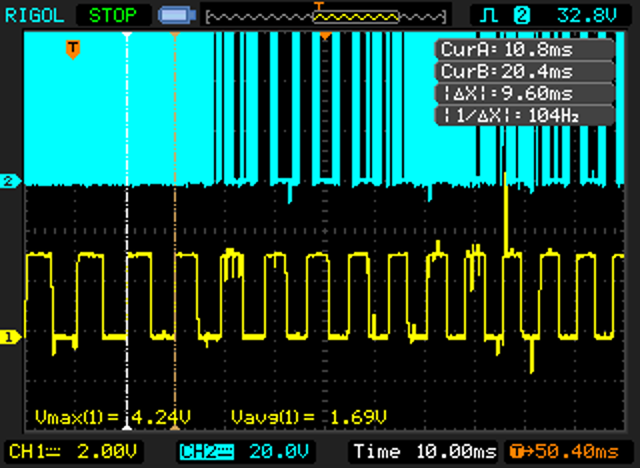 RIGOL STOP T 2 32.8V
T
CurA: 10.8ms
CurB: 20.4ms
|ΔX|: 9.60ms
|1/ΔX|: 104Hz
2
1
Vmax(1)= 4.24V Vavg(1)= 1.69V
CH1 2.00V CH2 20.0V Time 10.00ms T→50.40ms